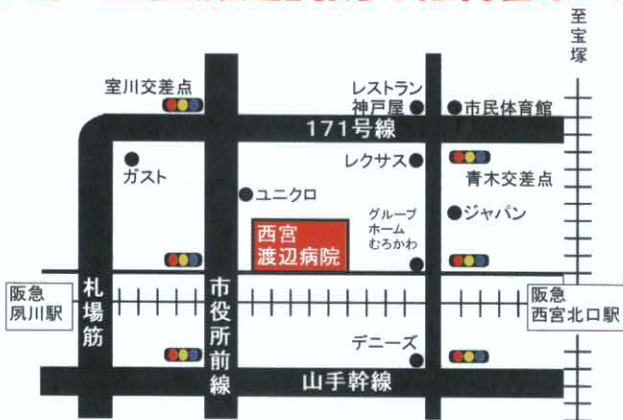 至宝塚
室川交差点
レストラン
神戸屋
市民体育館
171号線
ガスト
レクサス
青木交差点
ユニクロ
ジャパン
西宮
渡辺病院
グループ
ホーム
むろかわ
阪急
夙川駅
札場筋
市役所前線
阪急
西宮北口駅
デニーズ
山手幹線